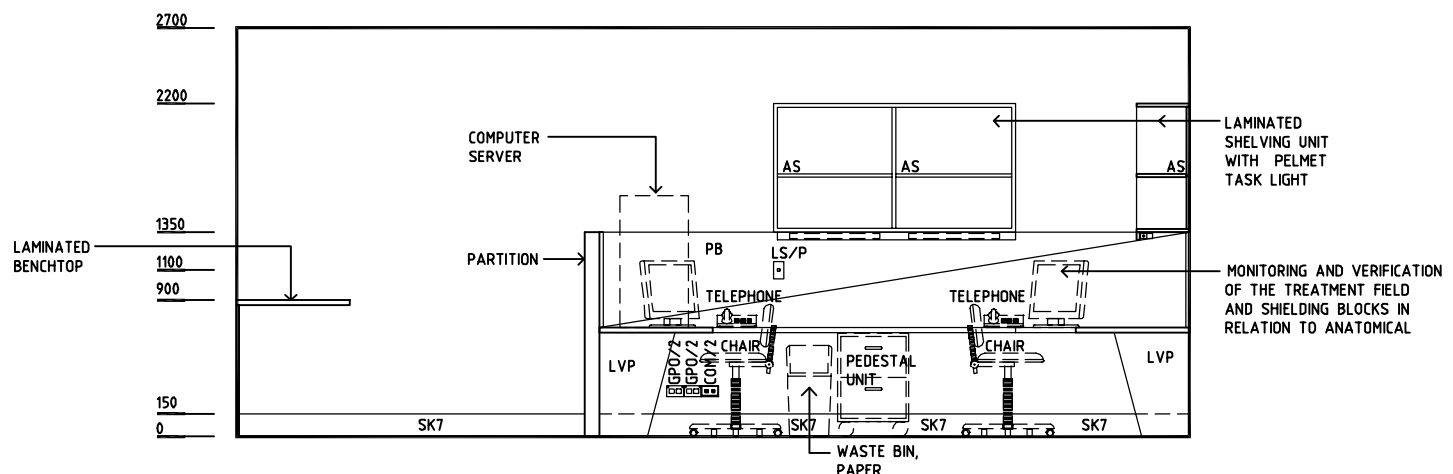 2700
2200
COMPUTER
SERVER
LAMINATED
SHELVING UNIT
WITH PELMET
TASK LIGHT
AS
AS
AS
1350
LAMINATED
BENCHTOP
PARTITION
PB
LS/P
1100
MONITORING AND VERIFICATION
OF THE TREATMENT FIELD
AND SHIELDING BLOCKS IN
RELATION TO ANATOMICAL
900
TELEPHONE
TELEPHONE
CHAIR
CHAIR
LVP
GPO/2
GPO/2
COM/2
PEDESTAL
UNIT
LVP
150
0
SK7
SK7
SK7
SK7
WASTE BIN,
PAPER